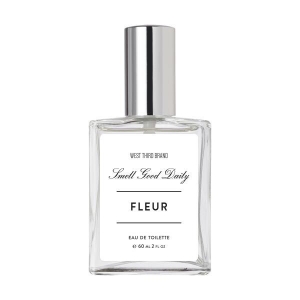 WEST THIRD BRAND
Smell Good Daily
FLEUR
EAU DE TOILETTE
℮ 60 mL 2 fl oz